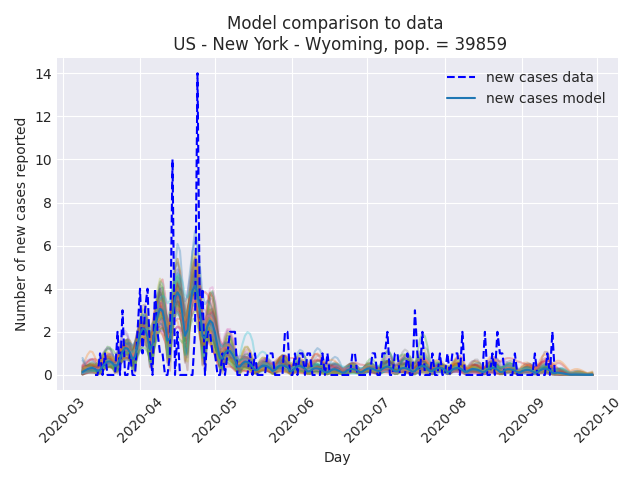 Model comparison to data
US - New York - Wyoming, pop. = 39859
new cases data
new cases model
Number of new cases reported
14
12
10
8
6
4
2
0
2020-03
2020-04
2020-05
2020-06
2020-07
2020-08
2020-09
2020-10
Day